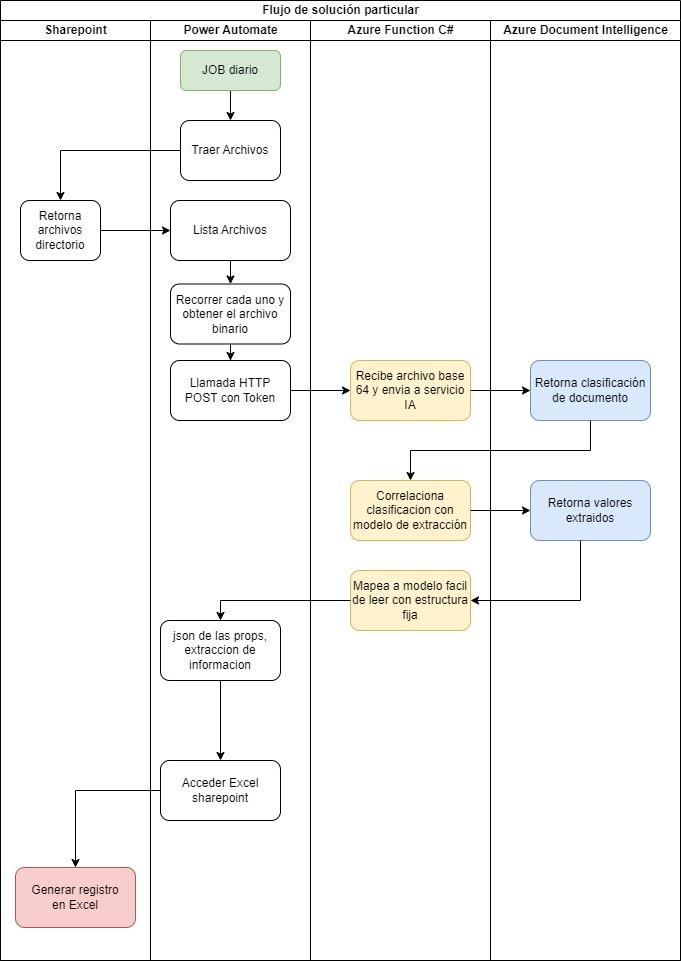 Flujo de solución particular
Sharepoint
Power Automate
Azure Function C#
Azure Document Intelligence
JOB diario
Traer Archivos
Retorna
archivos
directorio
Lista Archivos
Recorrer cada uno y
obtener el archivo
binario
Llamada HTTP
POST con Token
Recibe archivo base
64 y envia a servicio
IA
Retorna clasificación
de documento
Correlaciona
clasificacion con
modelo de extracción
Retorna valores
extraidos
Mapea a modelo facil
de leer con estructura
fija
json de las props,
extraccion de
informacion
Acceder Excel
sharepoint
Generar registro
en Excel